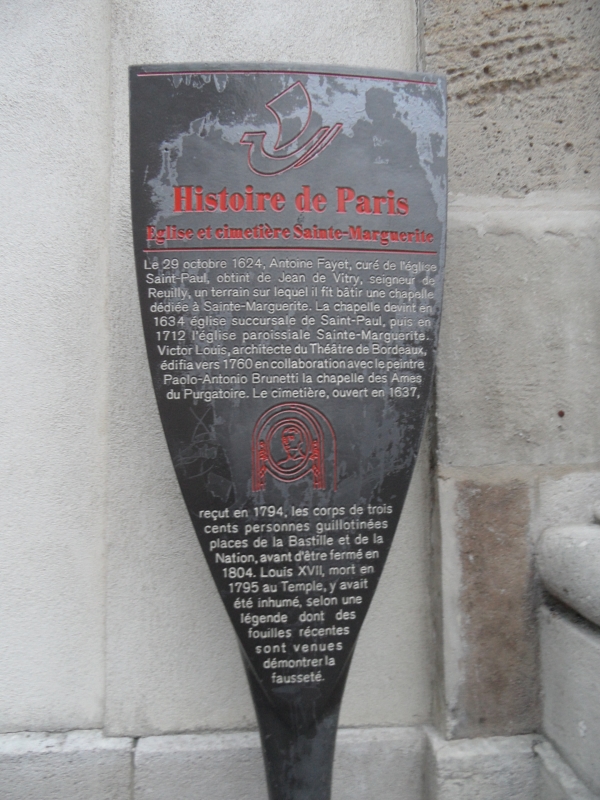 Histoire de Paris
Eglise et cimetière Sainte-Marguerite
Le 29 octobre 1624, Antoine Fayet, curé de l'église
Saint-Paul, obtint de Jean de Vitry, seigneur de
Reuilly, un terrain sur lequel il fit bâtir une chapelle
dédiée à Sainte-Marguerite. La chapelle devint en
1634 église succursale de Saint-Paul, puis en
1712 l'église paroissiale Sainte-Marguerite.
Victor Louis, architecte du Théâtre de Bordeaux,
édifia vers 1760 en collaboration avec le peintre
Paolo-Antonio Brunetti la chapelle des Ames
du Purgatoire. Le cimetière, ouvert en 1637,
reçut en 1794, les corps de trois
cents personnes guillotinées
places de la Bastille et de la
Nation, avant d'être fermé en
1804. Louis XVII, mort en
1795 au Temple, y avait
été inhumé, selon une
légende dont des
fouilles récentes
sont venues
démontrer la
fausseté.